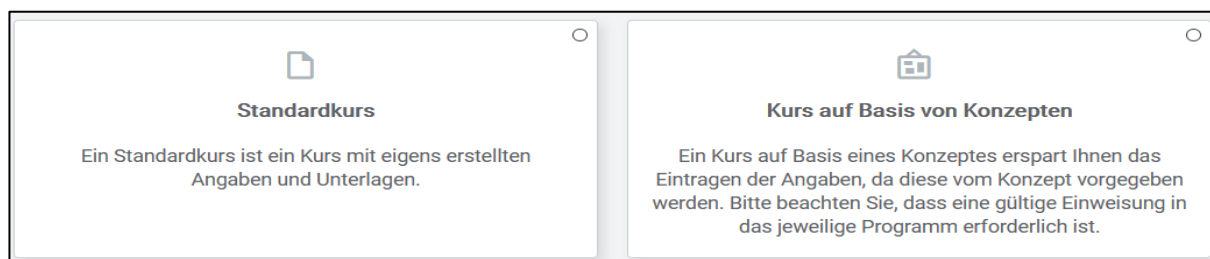 Standardkurs
Ein Standardkurs ist ein Kurs mit eigens erstellten
Angaben und Unterlagen.
Kurs auf Basis von Konzepten
Ein Kurs auf Basis eines Konzeptes erspart Ihnen das
Eintragen der Angaben, da diese vom Konzept vorgegeben
werden. Bitte beachten Sie, dass eine gültige Einweisung in
das jeweilige Programm erforderlich ist.